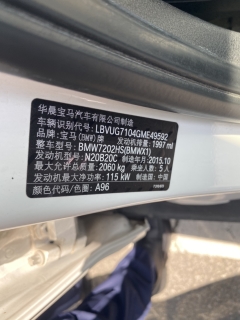 华晨宝马汽车有限公司制造
车辆识别代号: LBVUG7104GME49592
品牌: 宝马(BMW)牌 发动机排量: 1997 ml
整车型号: BMW7202HS(BMWX1)
发动机型号: N20B20C 制造年月: 2015.10
最大允许总质量: 2060 kg 乘坐人数: 5 人
发动机最大净功率: 115 kW 制造国: 中国
颜色代码/色号: A96